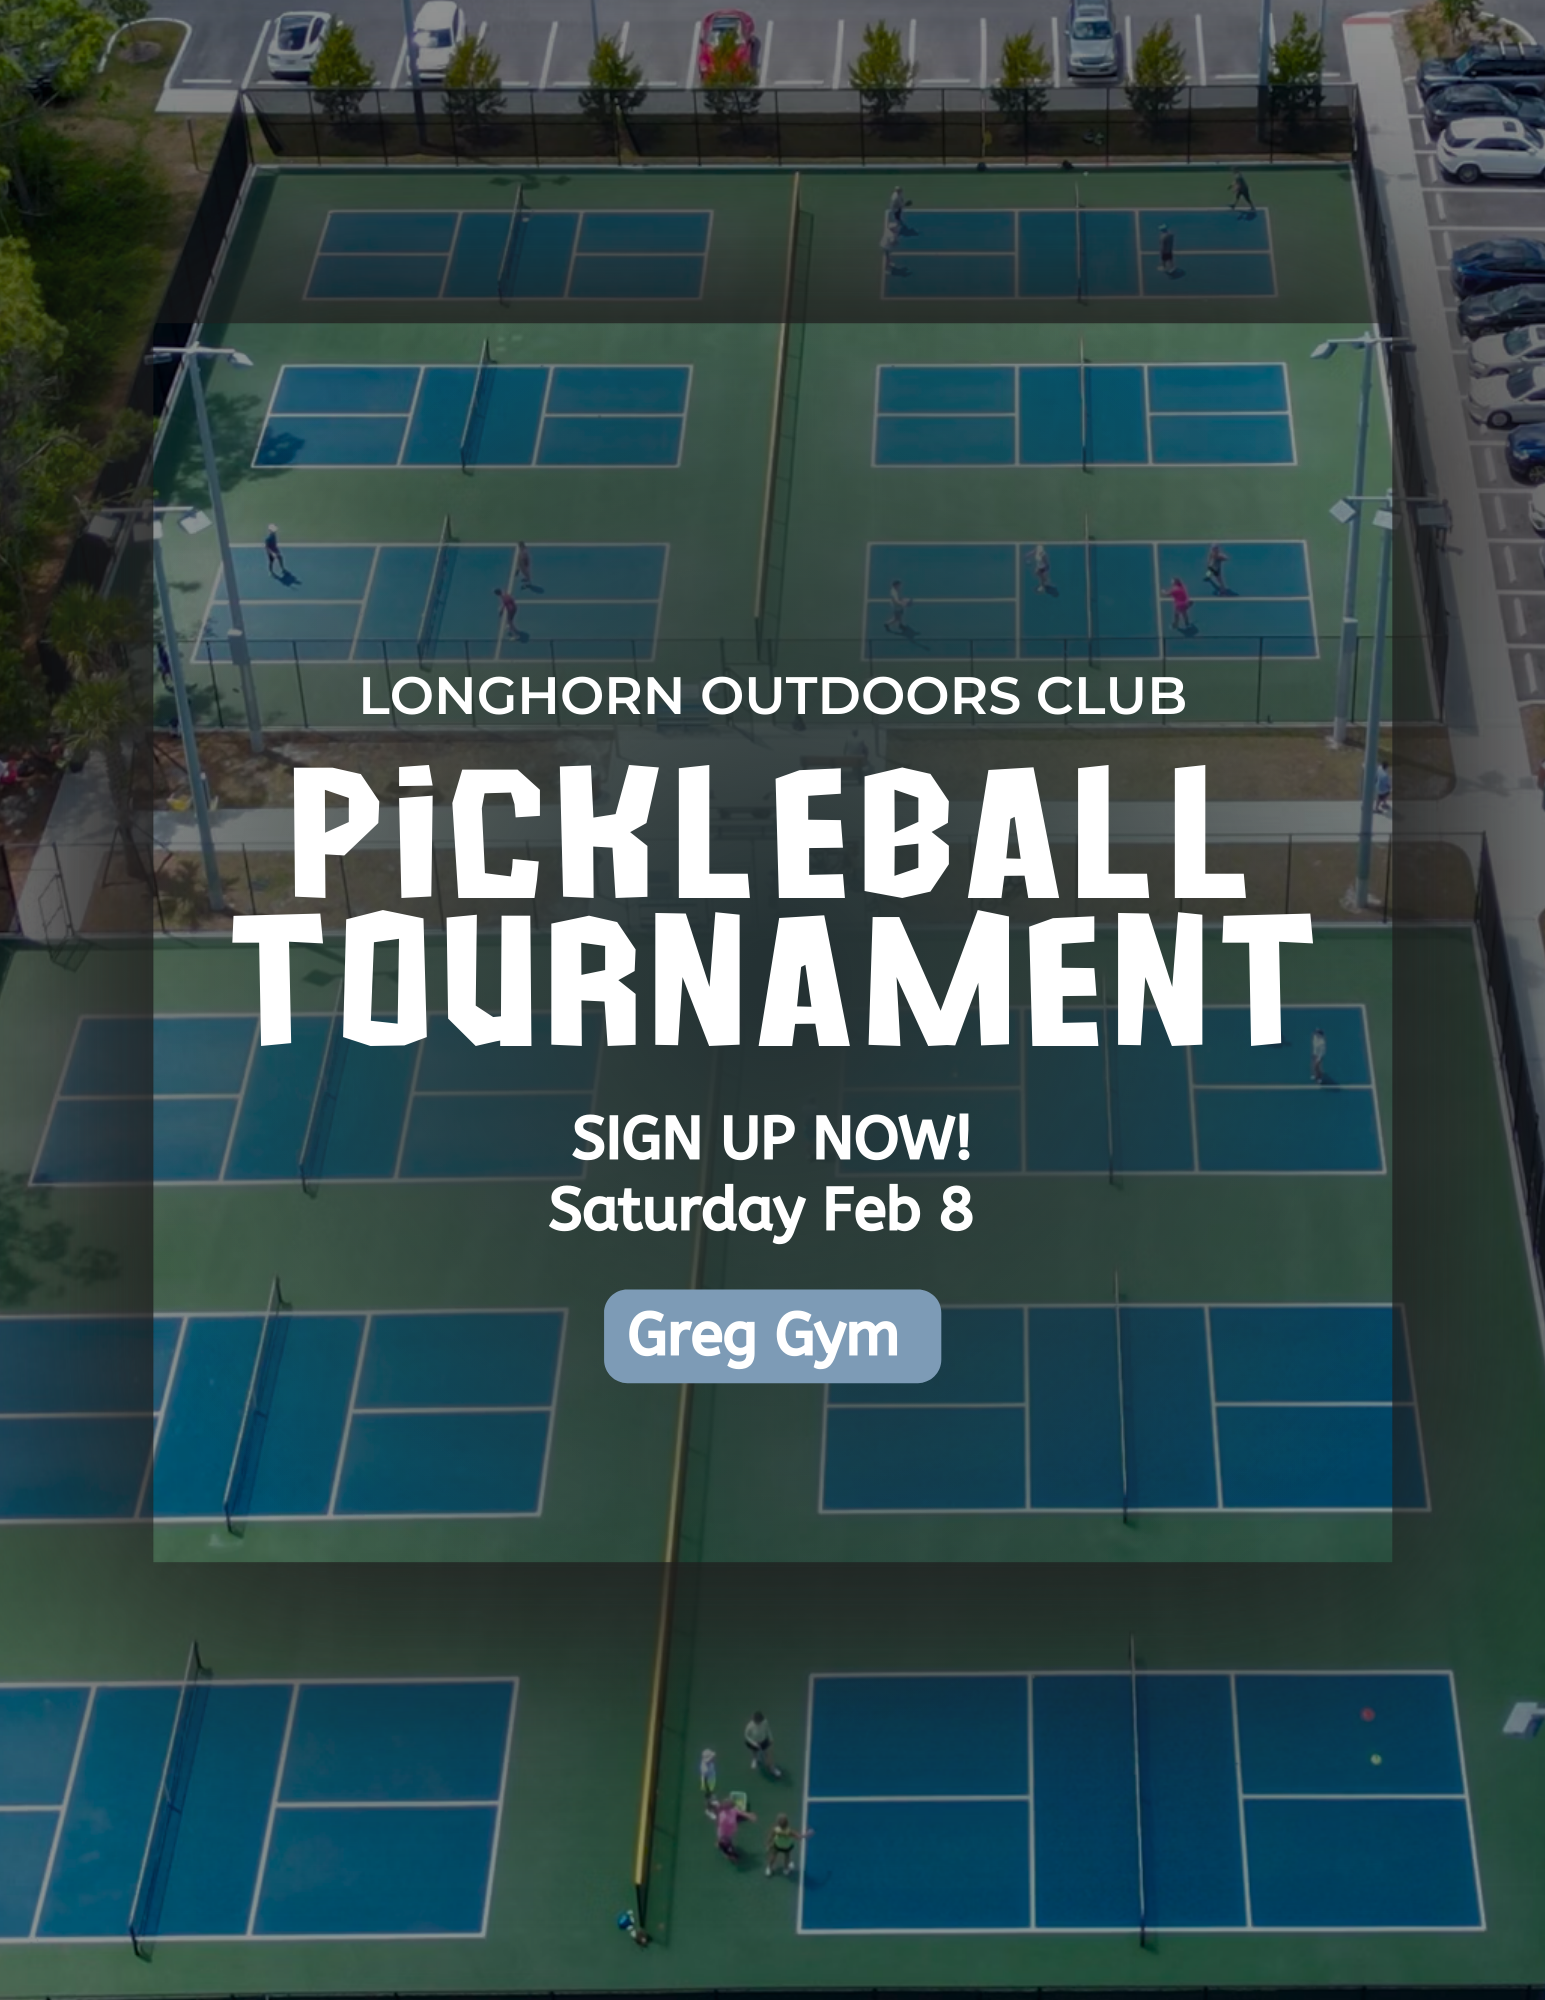 LONGHORN OUTDOORS CLUB
PiCKLEBALL
TOURNAMENT
SIGN UP NOW!
Saturday Feb 8
Greg Gym